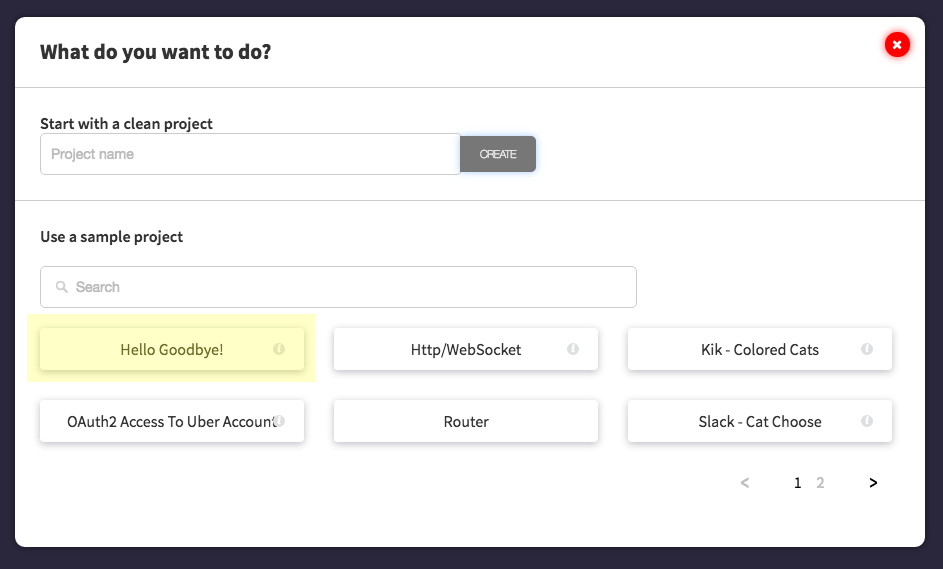 What do you want to do?
Start with a clean project
Project name
CREATE
Use a sample project
Search
Hello Goodbye!
Http/WebSocket
Kik - Colored Cats
OAuth2 Access To Uber Account
Router
Slack - Cat Choose
< 1 2 >